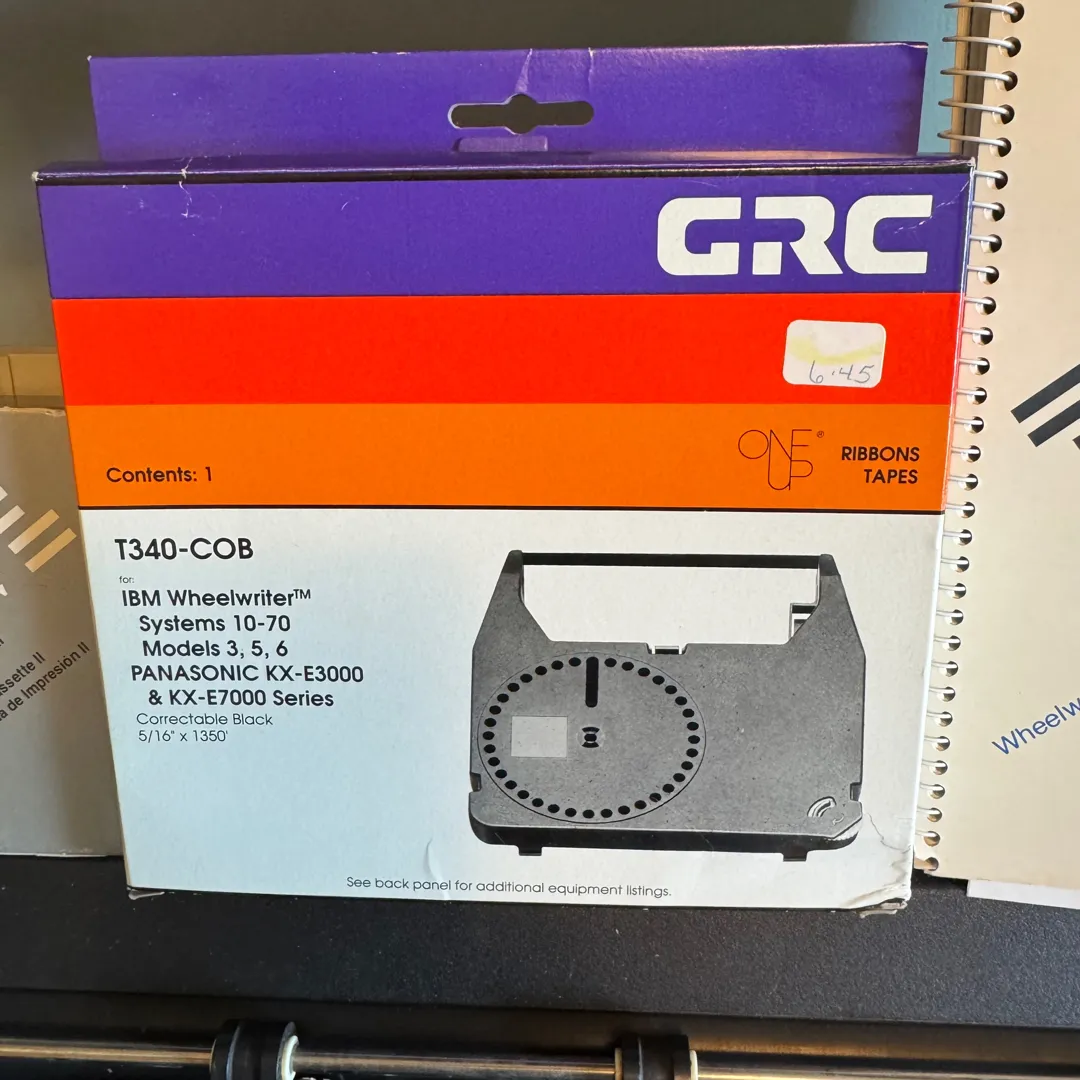 GRC
6.45
ONE
UP®
RIBBONS
TAPES
Contents: 1
T340-COB
for:
IBM Wheelwriter™
Systems 10-70
Models 3, 5, 6
PANASONIC KX-E3000
& KX-E7000 Series
Correctable Black
5/16" x 1350'
See back panel for additional equipment listings.
ssette II
a de Impresión II
Wheelw